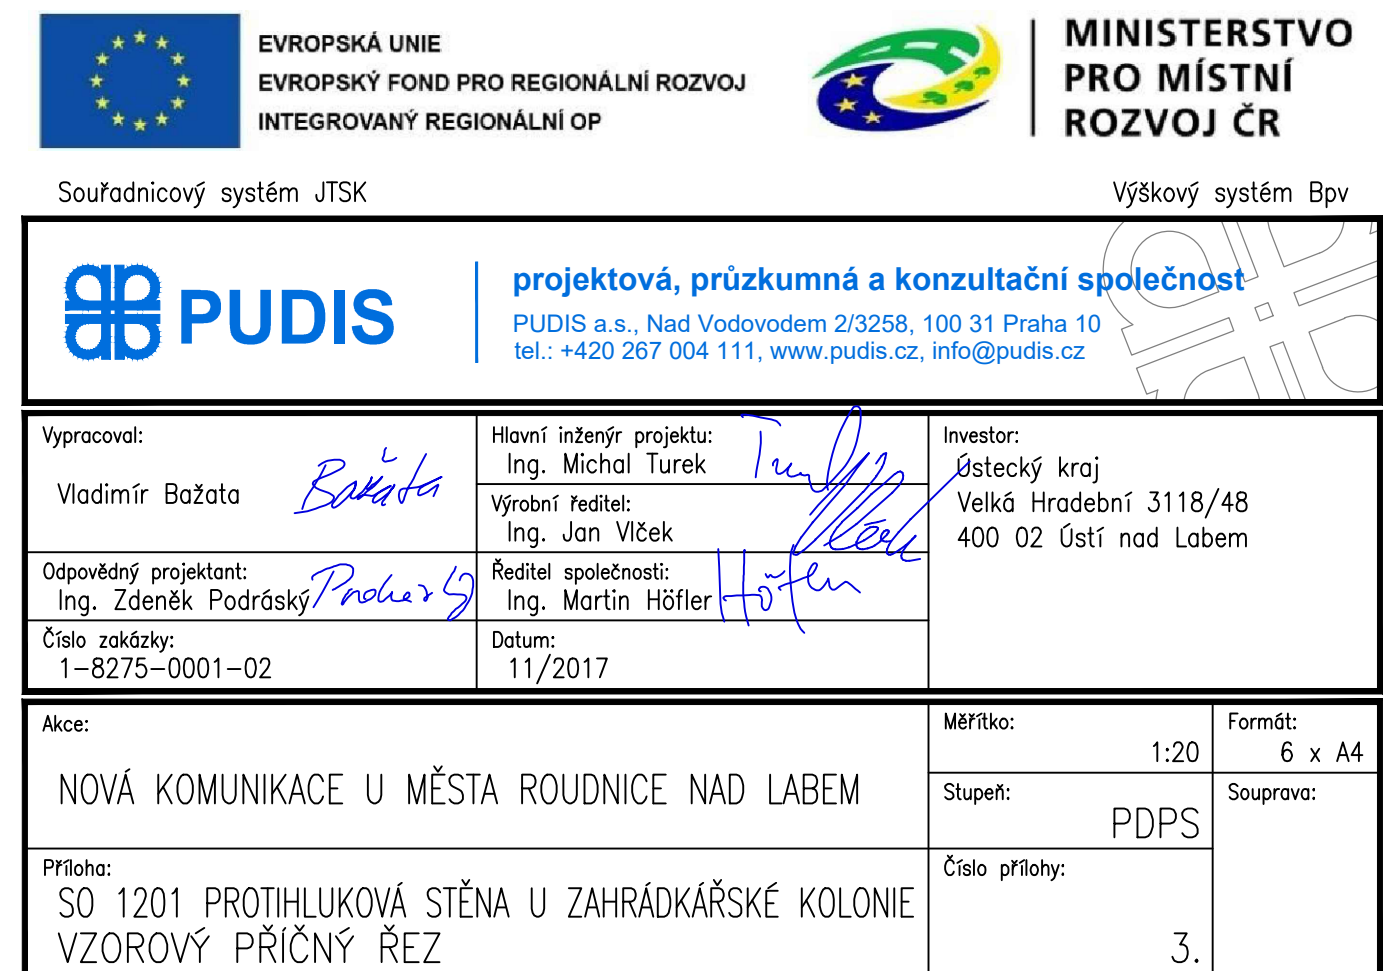 EVROPSKÁ UNIE
EVROPSKÝ FOND PRO REGIONÁLNÍ ROZVOJ
INTEGROVANÝ REGIONÁLNÍ OP
MINISTERSTVO
PRO MÍSTNÍ
ROZVOJ ČR
Souřadnicový systém JTSK
Výškový systém Bpv
PUDIS
projektová, průzkumná a konzultační společnost
PUDIS a.s., Nad Vodovodem 2/3258, 100 31 Praha 10
tel.: +420 267 004 111, www.pudis.cz, info@pudis.cz
Vypracoval:
Vladimír Bažata
Bažata
Hlavní inženýr projektu:
Ing. Michal Turek
Výrobní ředitel:
Ing. Jan Vlček
Investor:
Ústecký kraj
Velká Hradební 3118/48
400 02 Ústí nad Labem
Odpovědný projektant:
Ing. Zdeněk Podráský
Ředitel společnosti:
Ing. Martin Höfler
Höfler
Číslo zakázky:
1-8275-0001-02
Datum:
11/2017
Akce:
NOVÁ KOMUNIKACE U MĚSTA ROUDNICE NAD LABEM
Měřítko:
1:20
Formát:
6 x A4
Stupeň:
PDPS
Souprava:
Příloha:
SO 1201 PROTIHLUKOVÁ STĚNA U ZAHRÁDKÁŘSKÉ KOLONIE
VZOROVÝ PŘÍČNÝ ŘEZ
Číslo přílohy:
3.